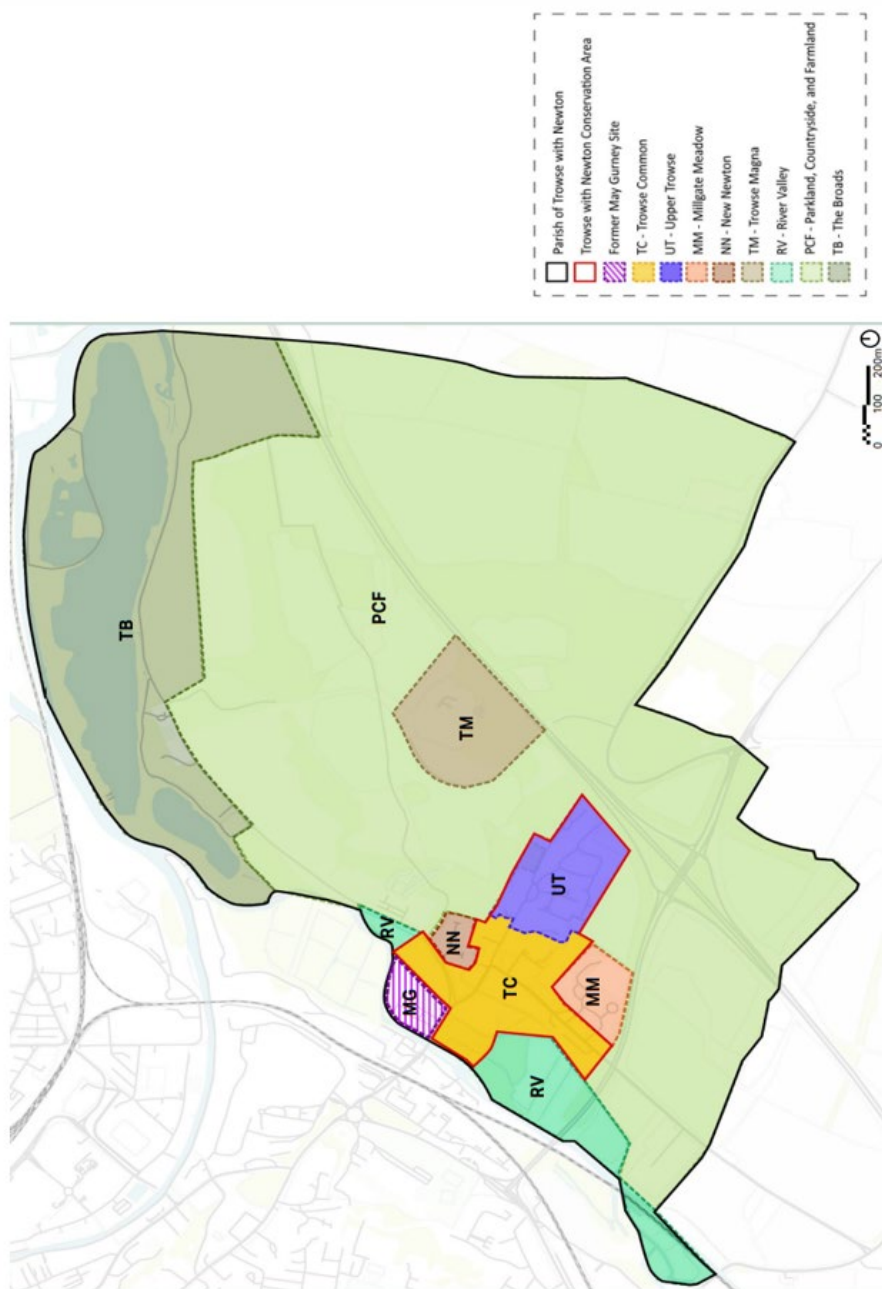 Parish of Trowse with Newton
Trowse with Newton Conservation Area
Former May Gurney Site
TC - Trowse Common
UT - Upper Trowse
MM - Millgate Meadow
NN - New Newton
TM - Trowse Magna
RV - River Valley
PCF - Parkland, Countryside, and Farmland
TB - The Broads
TB
PCF
TM
RV
NN
UT
MG
TC
MM
RV
0 100 200m